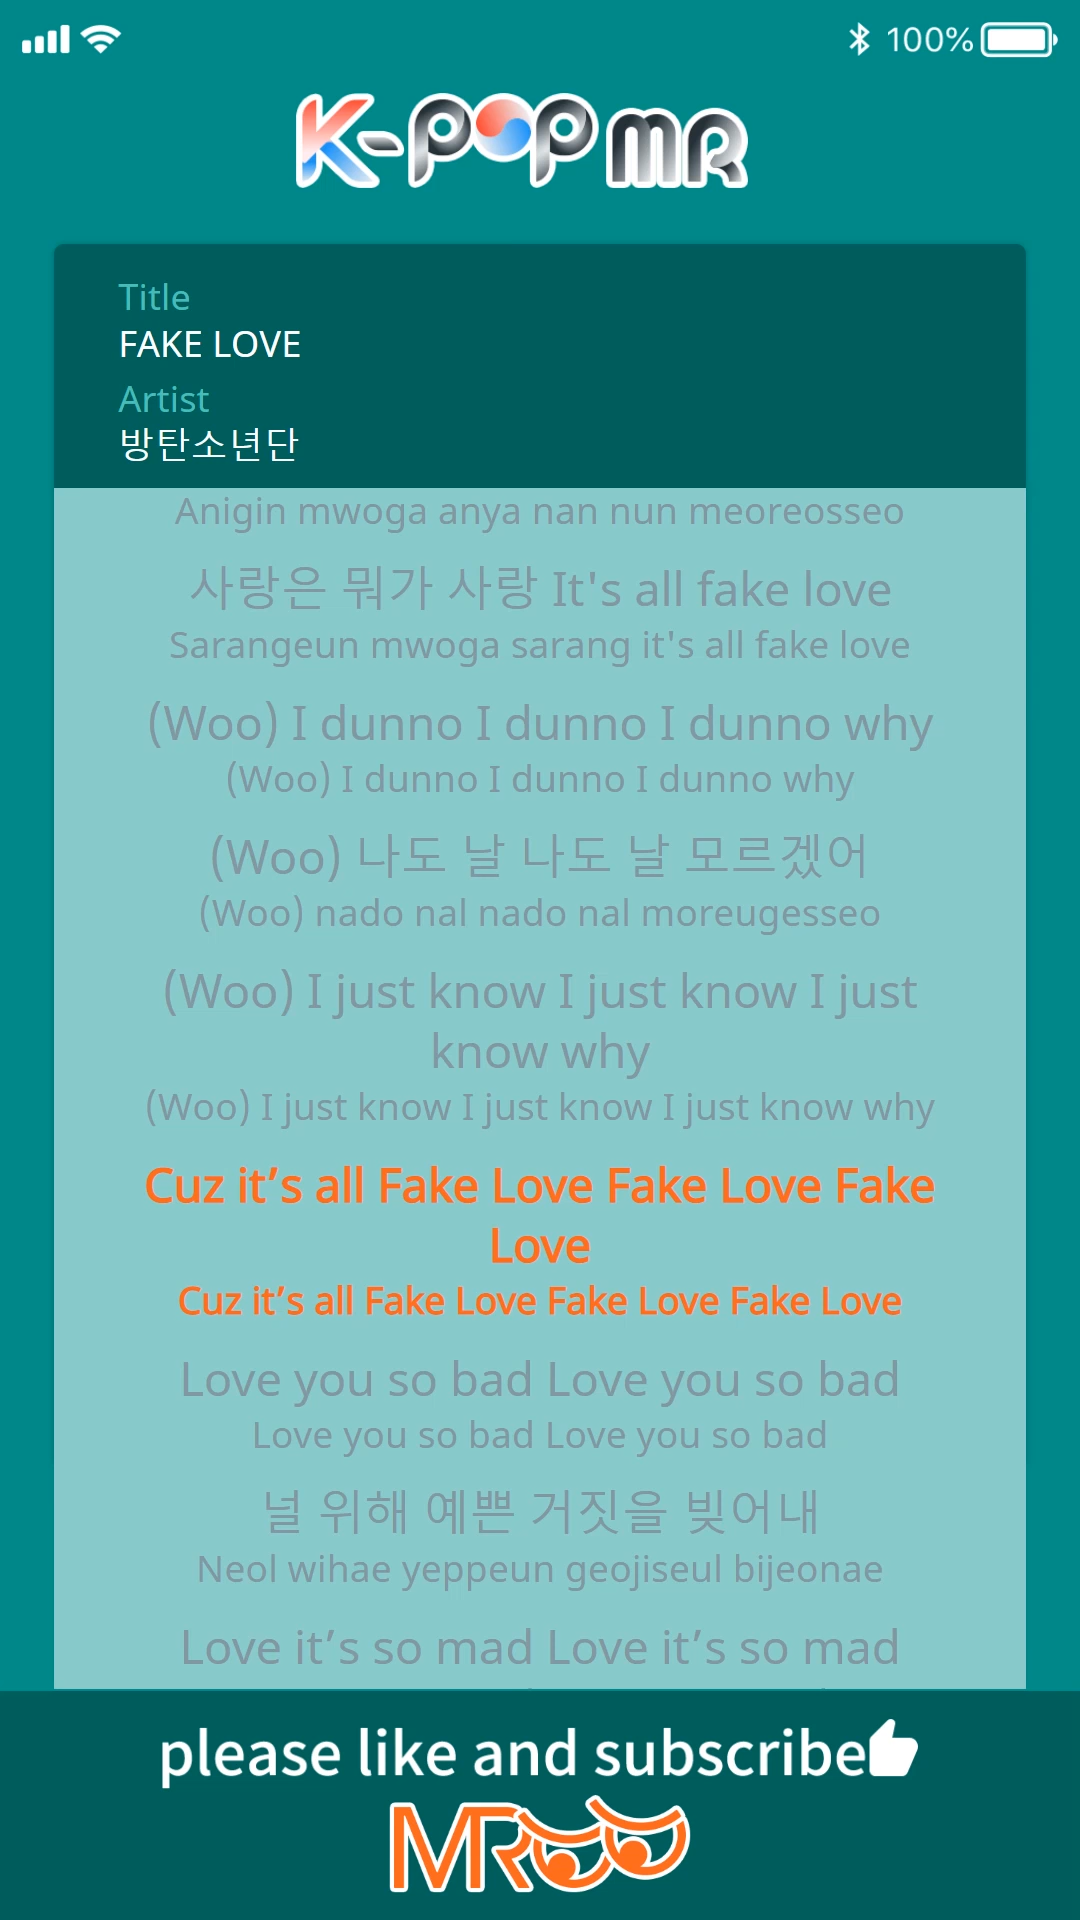 100%
K-POP MR
Title
FAKE LOVE
Artist
방탄소년단
Anigin mwoga anya nan nun meoreosseo
사랑은 뭐가 사랑 It's all fake love
Sarangeun mwoga sarang it's all fake love
(Woo) I dunno I dunno I dunno why
(Woo) I dunno I dunno I dunno why
(Woo) 나도 날 나도 날 모르겠어
(Woo) nado nal nado nal moreugesseo
(Woo) I just know I just know I just
know why
(Woo) I just know I just know I just know why
Cuz it’s all Fake Love Fake Love Fake
Love
Cuz it’s all Fake Love Fake Love Fake Love
Love you so bad Love you so bad
Love you so bad Love you so bad
널 위해 예쁜 거짓을 빚어내
Neol wihae yeppeun geojiseul bijeonae
Love it’s so mad Love it’s so mad
please like and subscribe
MR